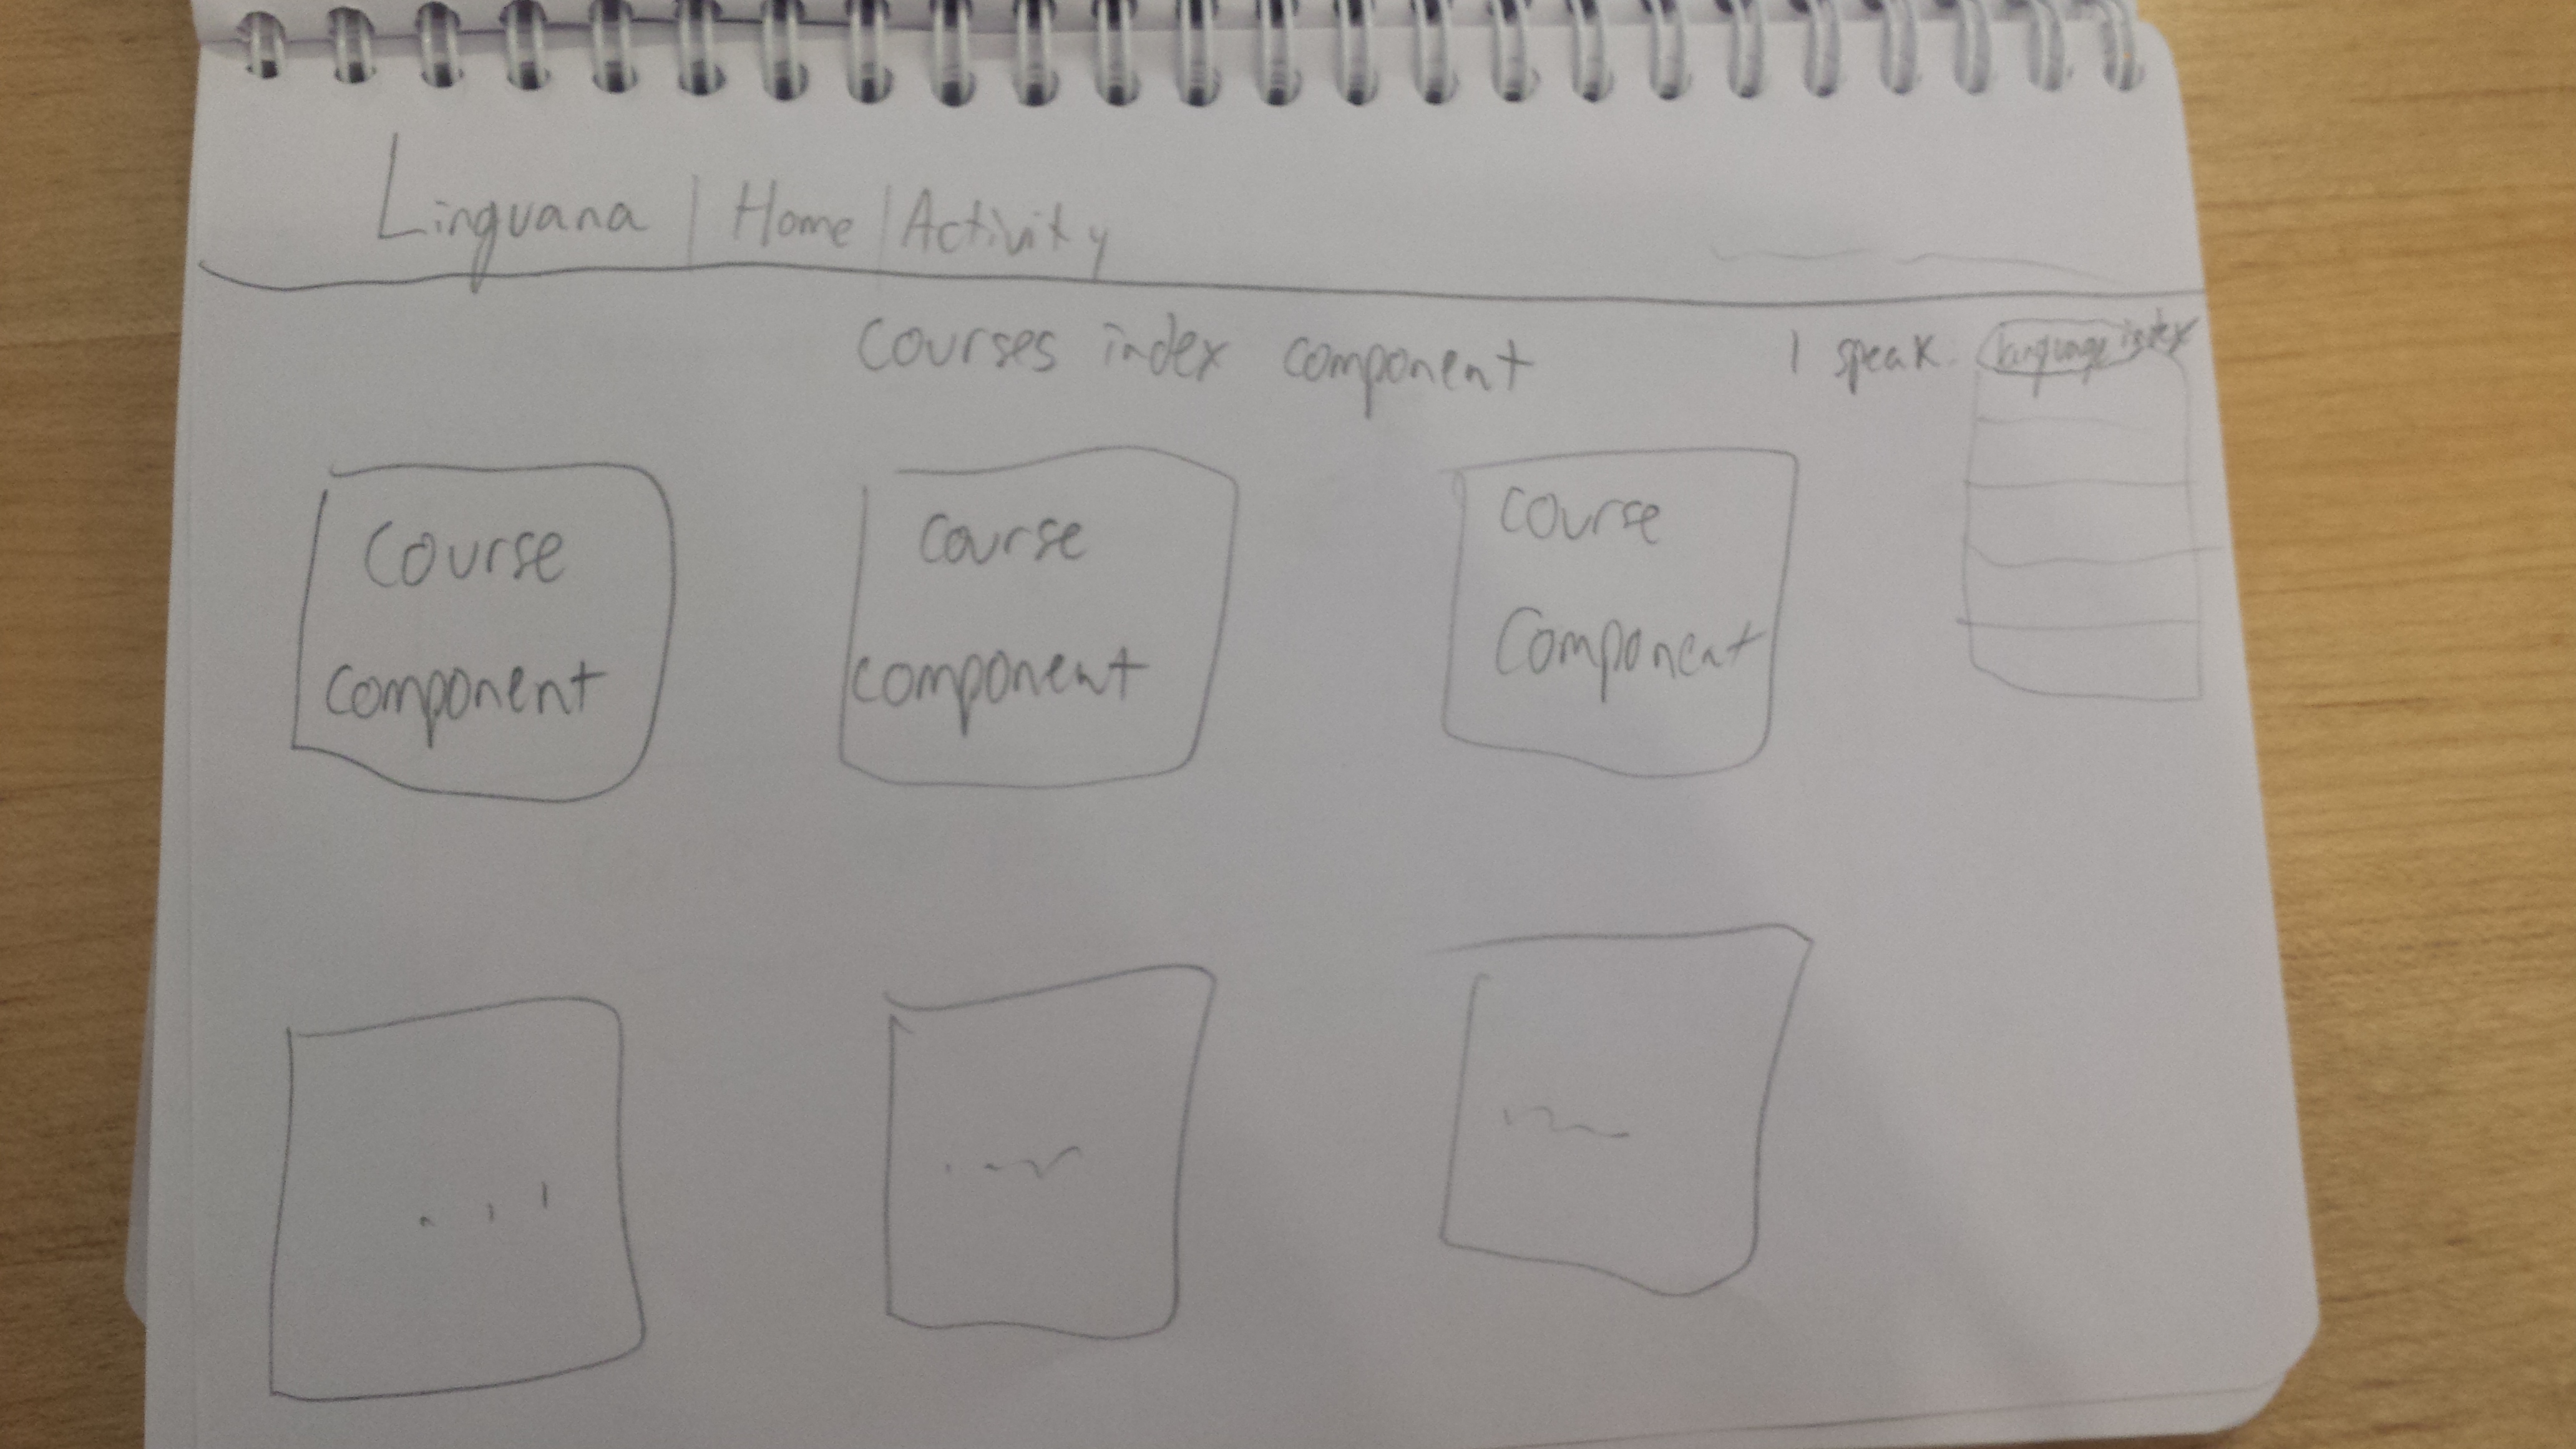 Linguana | Home | Activity
Courses index component
I speak language index
Course component
Course component
Course Component
...